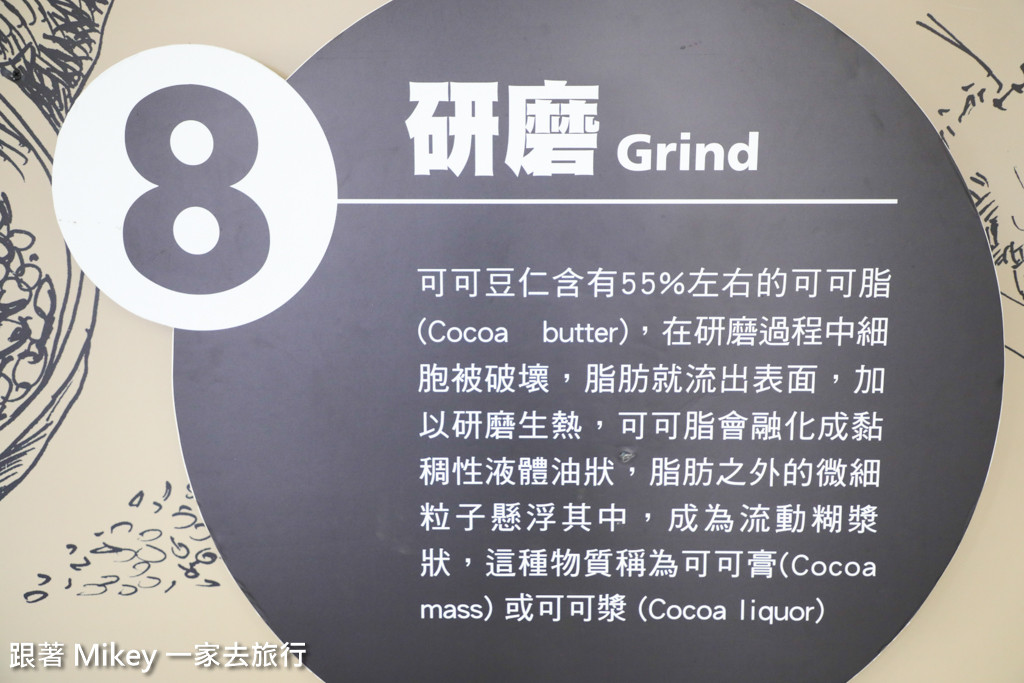 8
研磨 Grind
可可豆仁含有55%左右的可可脂
(Cocoa butter)，在研磨過程中細
胞被破壞，脂肪就流出表面，加
以研磨生熱，可可脂會融化成黏
稠性液體油狀，脂肪之外的微細
粒子懸浮其中，成為流動糊漿
狀，這種物質稱為可可膏(Cocoa
mass) 或可可漿 (Cocoa liquor)
跟著 Mikey 一家去旅行